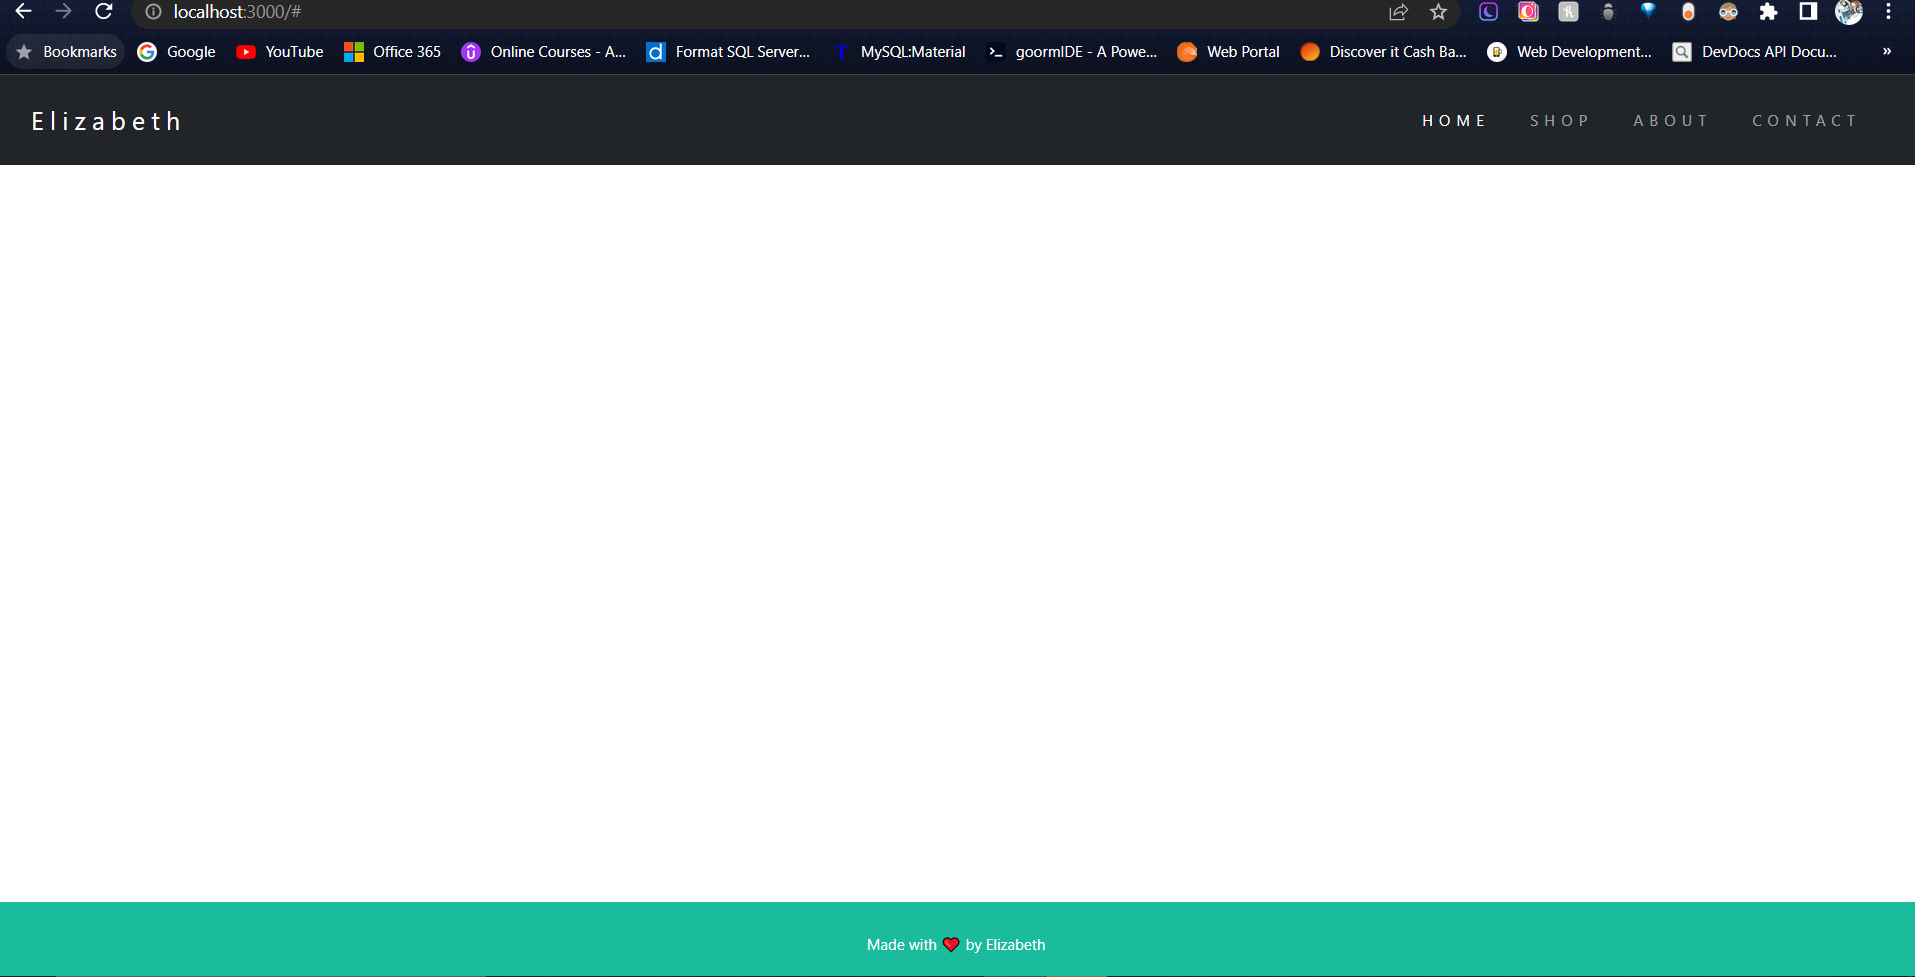 localhost:3000/#
Bookmarks Google YouTube Office 365 Online Courses - A... Format SQL Server... MySQL:Material goormIDE - A Powe... Web Portal Discover it Cash Ba... Web Development... DevDocs API Docu... »
Elizabeth HOME SHOP ABOUT CONTACT
Made with ❤ by Elizabeth